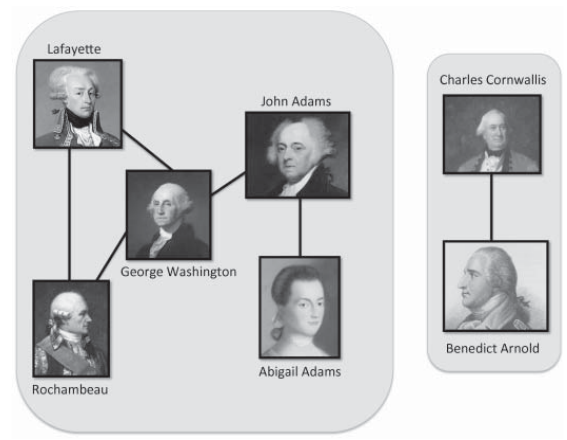 Lafayette
John Adams
George Washington
Rochambeau
Abigail Adams
Charles Cornwallis
Benedict Arnold